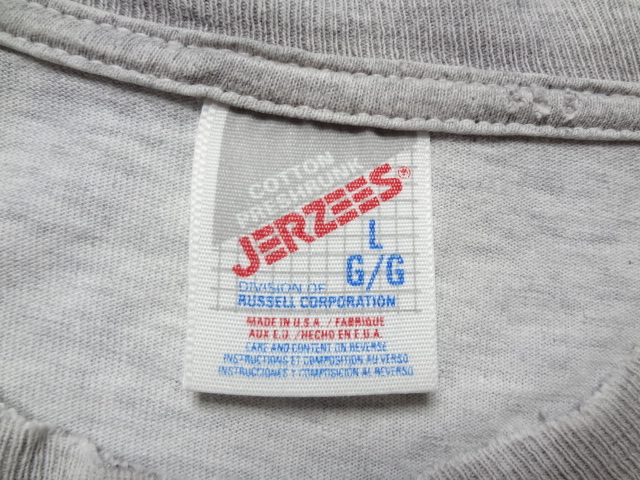 COTTON
PRESHRUNK
JERZEES®
L
G/G
DIVISION OF
RUSSELL CORPORATION
MADE IN U.S.A. / FABRIQUE
AUX E.U. / HECHO EN E.U.A.
CARE AND CONTENT ON REVERSE
INSTRUCTIONS ET COMPOSITION AU VERSO
INSTRUCCIONES Y COMPOSICION AL REVERSO